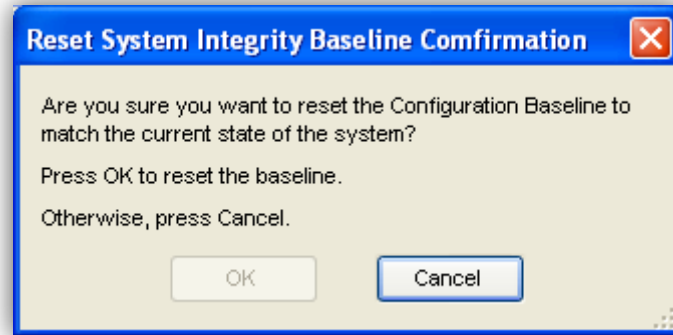 Reset System Integrity Baseline Comfirmation
Are you sure you want to reset the Configuration Baseline to
match the current state of the system?
Press OK to reset the baseline.
Otherwise, press Cancel.
OK
Cancel